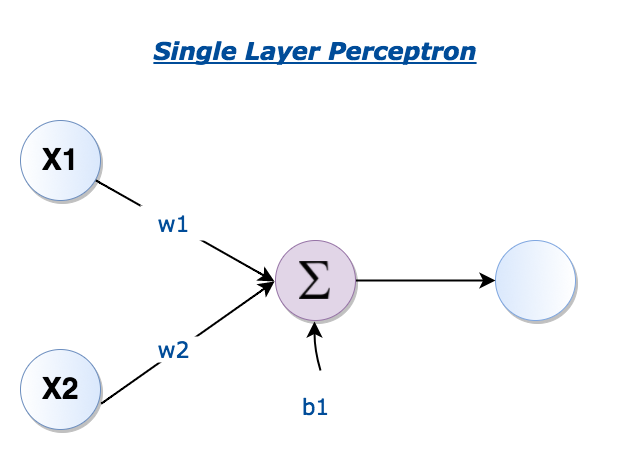 Single Layer Perceptron
X1
w1
Σ
w2
X2
b1